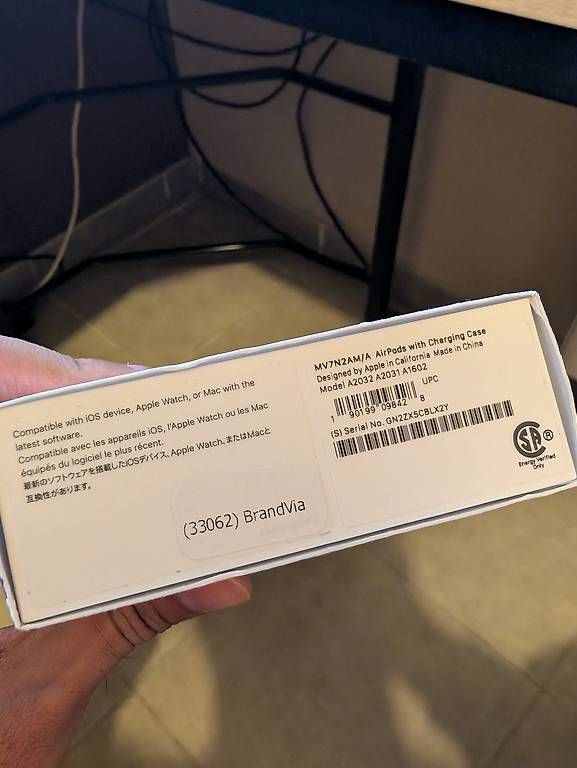 Compatible with iOS device, Apple Watch, or Mac with the
latest software.
Compatible avec les appareils iOS, l'Apple Watch ou les Mac
équipés du logiciel le plus récent.
最新のソフトウェアを搭載したiOSデバイス、Apple Watch、またはMacと
互換性があります。
(33062) BrandVia
MV7N2AM/A AirPods with Charging Case
Designed by Apple in California Made in China
Model A2032 A2031 A1602
UPC
1 90199 09842 8
(S) Serial No. GN2ZX5CBLX2Y
SA ®
Energy Verified
Only